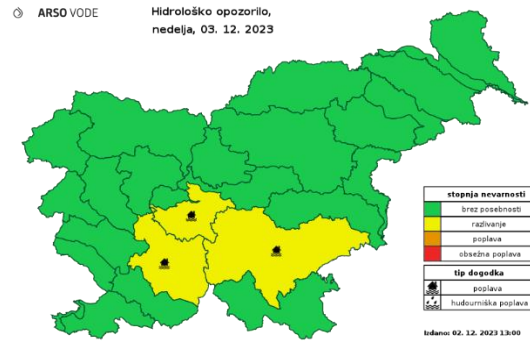 ARSO VODE
Hidrološko opozorilo,
nedelja, 03. 12. 2023
stopnja nevarnosti
brez posebnosti
razlivanje
poplava
obsežna poplava
tip dogodka
poplava
hudourniška poplava
Izdano: 02. 12. 2023 13:00